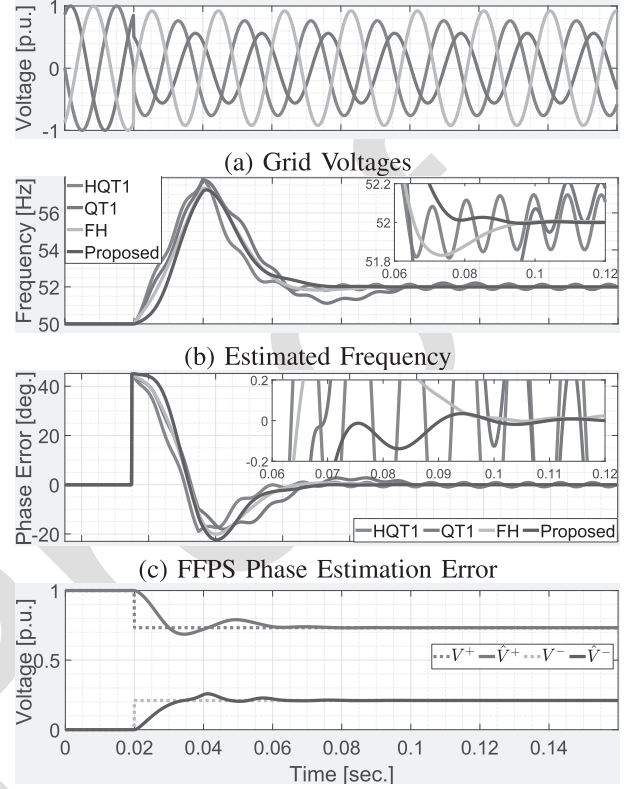 Voltage [p.u.]
1
0
-1
(a) Grid Voltages
Frequency [Hz]
56
54
52
50
HQT1
QT1
FH
Proposed
52.2
52
51.8
0.06 0.08 0.1 0.12
(b) Estimated Frequency
Phase Error [deg.]
40
20
0
-20
0.2
0
-0.2
0.06 0.07 0.08 0.09 0.1 0.11 0.12
HQT1 QT1 FH Proposed
(c) FFPS Phase Estimation Error
Voltage [p.u.]
1
0.5
0
V⁺ V̂⁺ V⁻ V̂⁻
0 0.02 0.04 0.06 0.08 0.1 0.12 0.14
Time [sec.]